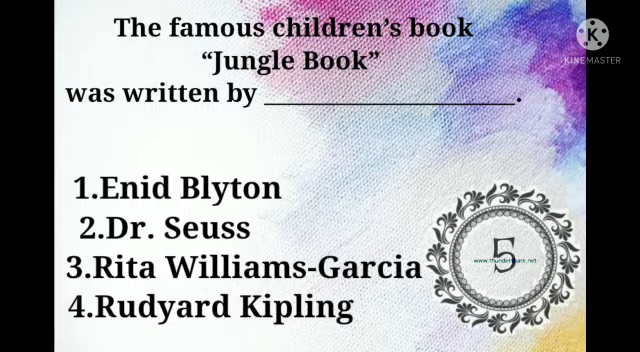 The famous children's book
“Jungle Book”
was written by ____________________.
K
KINEMASTER
1.Enid Blyton
2.Dr. Seuss
3.Rita Williams-Garcia
4.Rudyard Kipling
5